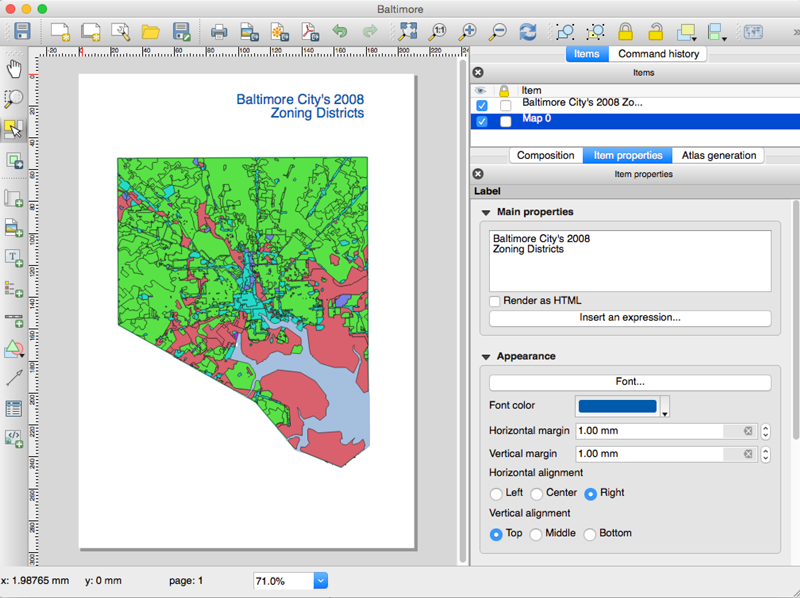 Baltimore
Items
Command history
Items
Item
Baltimore City's 2008 Zo...
Map 0
Baltimore City's 2008
Zoning Districts
Composition
Item properties
Atlas generation
Item properties
Label
Main properties
Baltimore City's 2008
Zoning Districts
Render as HTML
Insert an expression...
Appearance
Font...
Font color
Horizontal margin 1.00 mm
Vertical margin 1.00 mm
Horizontal alignment
Left Center Right
Vertical alignment
Top Middle Bottom
x: 1.98765 mm y: 0 mm page: 1 71.0%